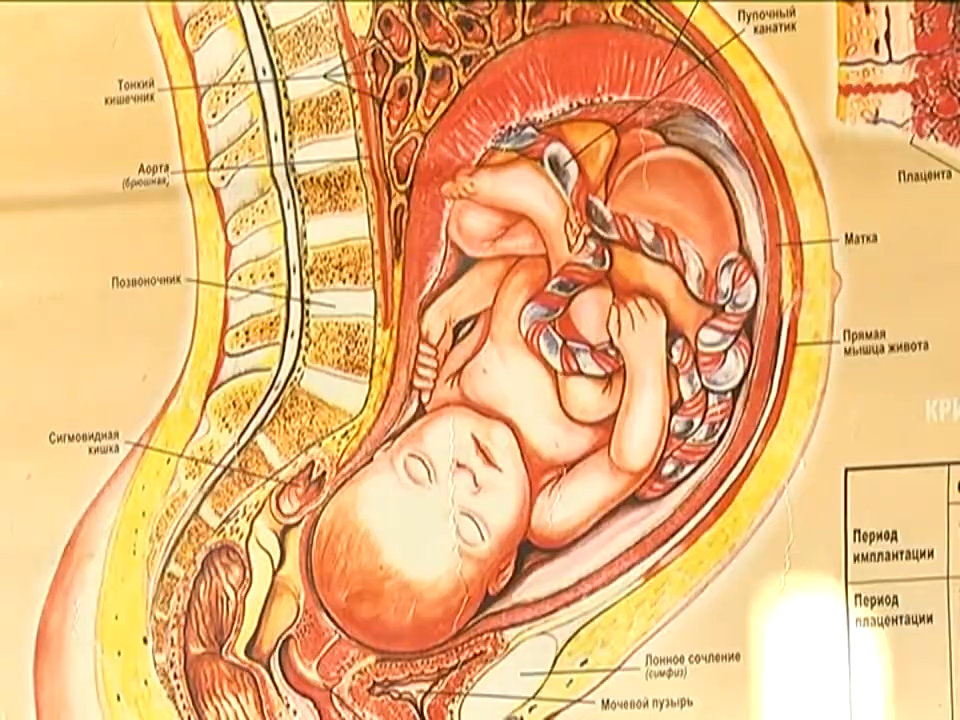 Пупочный
канатик
Тонкий
кишечник
Аорта
(брюшная)
Плацента
Матка
Позвоночник
Прямая
мышца живота
КРИ
Сигмовидная
кишка
Период
имплантации
Период
плацентации
Лонное сочление
(симфиз)
Мочевой пузырь